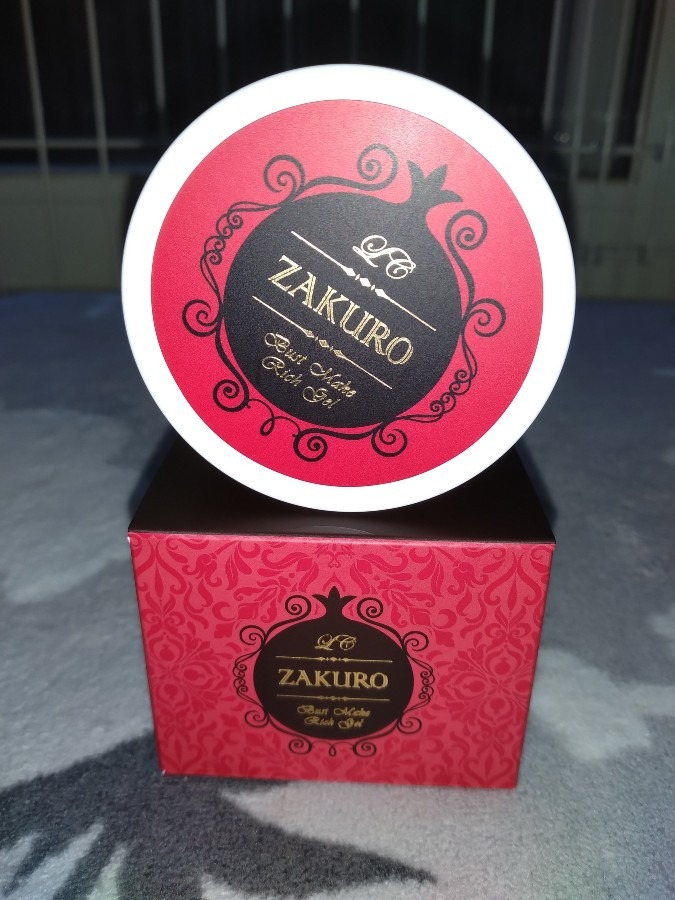 LC
ZAKURO
Bust Make
Rich Gel
LC
ZAKURO
Bust Make
Rich Gel